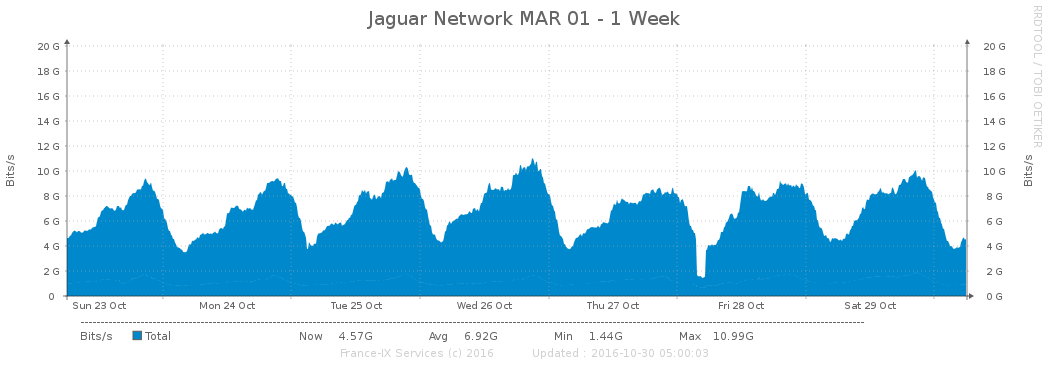 Jaguar Network MAR 01 - 1 Week
RRDTOOL / TOBI OETIKER
Bits/s
20 G 20 G
18 G 18 G
16 G 16 G
14 G 14 G
12 G 12 G
10 G 10 G
8 G 8 G
6 G 6 G
4 G 4 G
2 G 2 G
0 0 G
Bits/s
Sun 23 Oct Mon 24 Oct Tue 25 Oct Wed 26 Oct Thu 27 Oct Fri 28 Oct Sat 29 Oct
Bits/s Total Now 4.57G Avg 6.92G Min 1.44G Max 10.99G
France-IX Services (c) 2016 Updated : 2016-10-30 05:00:03